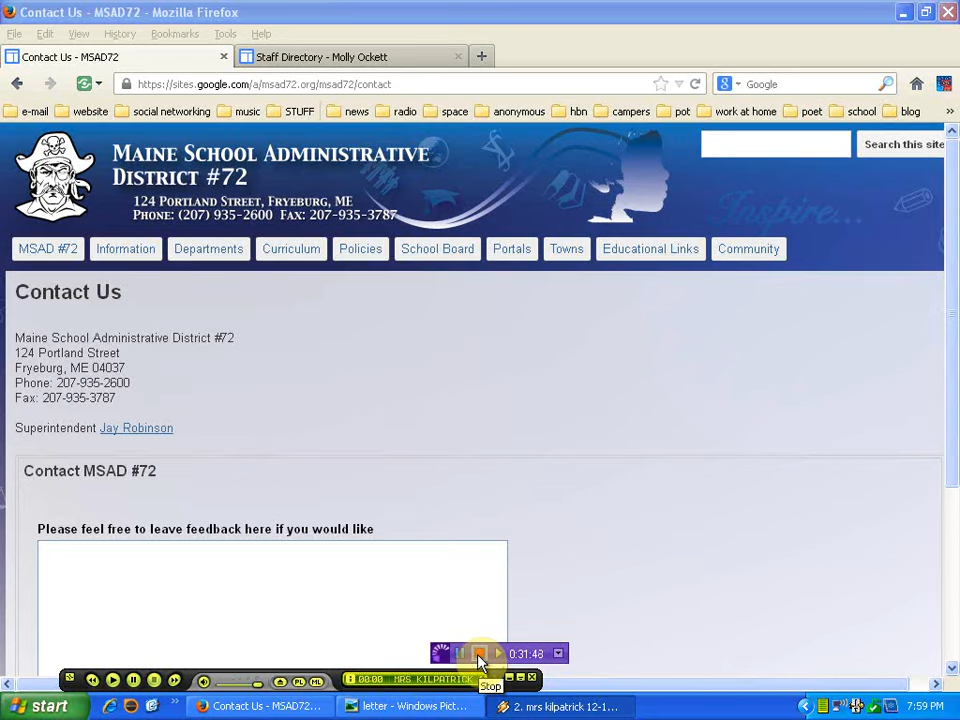 Contact Us - MSAD72 - Mozilla Firefox
File Edit View History Bookmarks Tools Help
Contact Us - MSAD72 Staff Directory - Molly Ockett
https://sites.google.com/a/msad72.org/msad72/contact Google
e-mail website social networking music STUFF news radio space anonymous hbn campers pot work at home poet school blog
MAINE SCHOOL ADMINISTRATIVE
DISTRICT #72
124 PORTLAND STREET, FRYEBURG, ME
PHONE: (207) 935-2600 FAX: 207-935-3787
Search this site
Inspire...
MSAD #72 Information Departments Curriculum Policies School Board Portals Towns Educational Links Community
Contact Us
Maine School Administrative District #72
124 Portland Street
Fryeburg, ME 04037
Phone: 207-935-2600
Fax: 207-935-3787
Superintendent Jay Robinson
Contact MSAD #72
Please feel free to leave feedback here if you would like
0:31:48
PL ML 00:00 MRS KILPATRICK
Stop
start Contact Us - MSAD72... letter - Windows Pict... 2. mrs kilpatrick 12-1... 7:59 PM